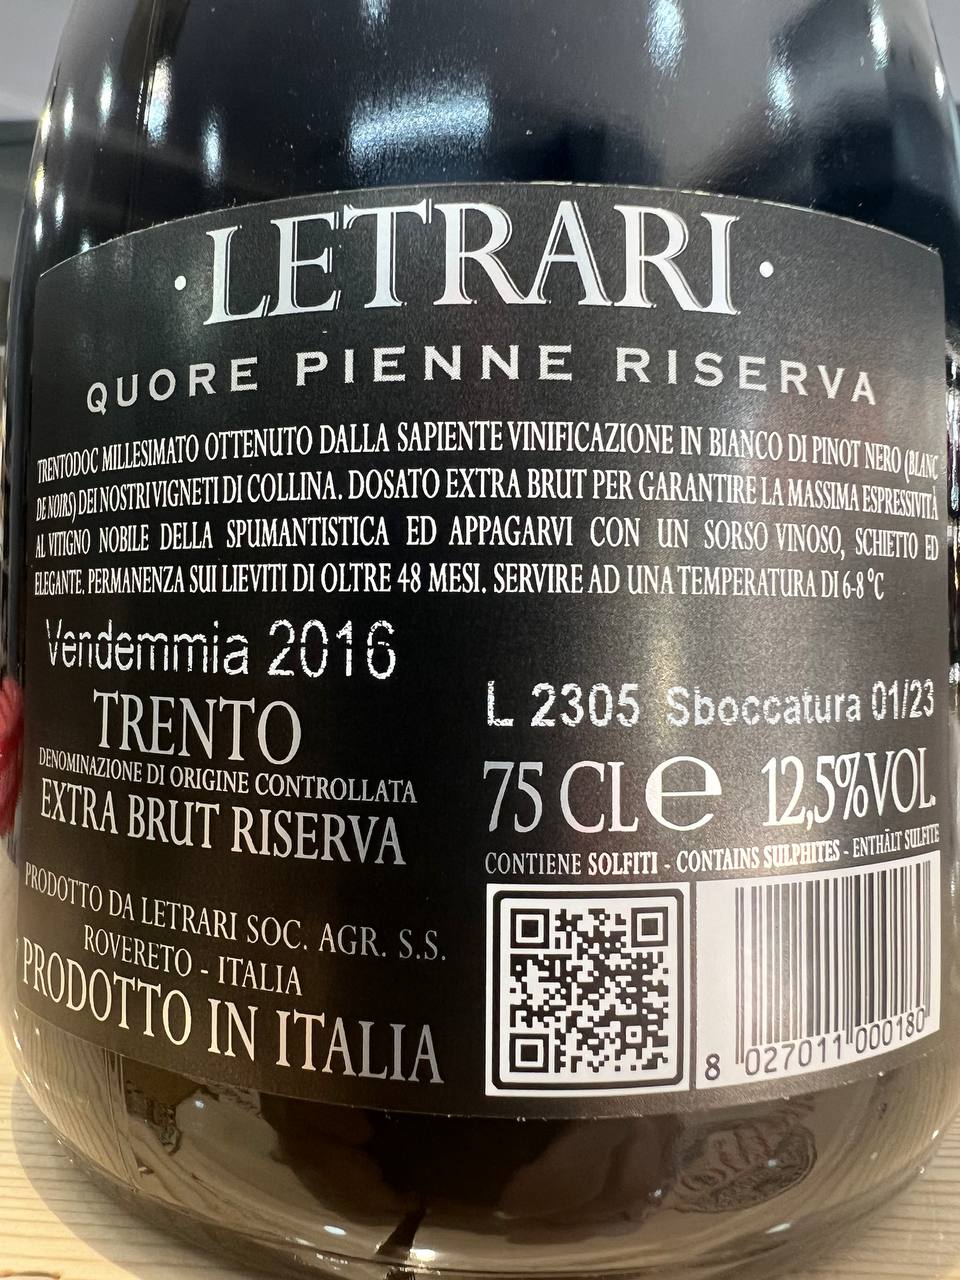 · LETRARI ·
QUORE PIENNE RISERVA
TRENTODOC MILLESIMATO OTTENUTO DALLA SAPIENTE VINIFICAZIONE IN BIANCO DI PINOT NERO (BLANC
DE NOIRS) DEI NOSTRI VIGNETI DI COLLINA. DOSATO EXTRA BRUT PER GARANTIRE LA MASSIMA ESPRESSIVITÀ
AL VITIGNO NOBILE DELLA SPUMANTISTICA ED APPAGARVI CON UN SORSO VINOSO, SCHIETTO ED
ELEGANTE. PERMANENZA SUI LIEVITI DI OLTRE 48 MESI. SERVIRE AD UNA TEMPERATURA DI 6-8 °C
Vendemmia 2016
TRENTO
DENOMINAZIONE DI ORIGINE CONTROLLATA
EXTRA BRUT RISERVA
PRODOTTO DA LETRARI SOC. AGR. S.S.
ROVERETO - ITALIA
PRODOTTO IN ITALIA
L 2305 Sboccatura 01/23
75 CL e 12,5%VOL.
CONTIENE SOLFITI - CONTAINS SULPHITES - ENTHÄLT SULFITE
8 027011 000180